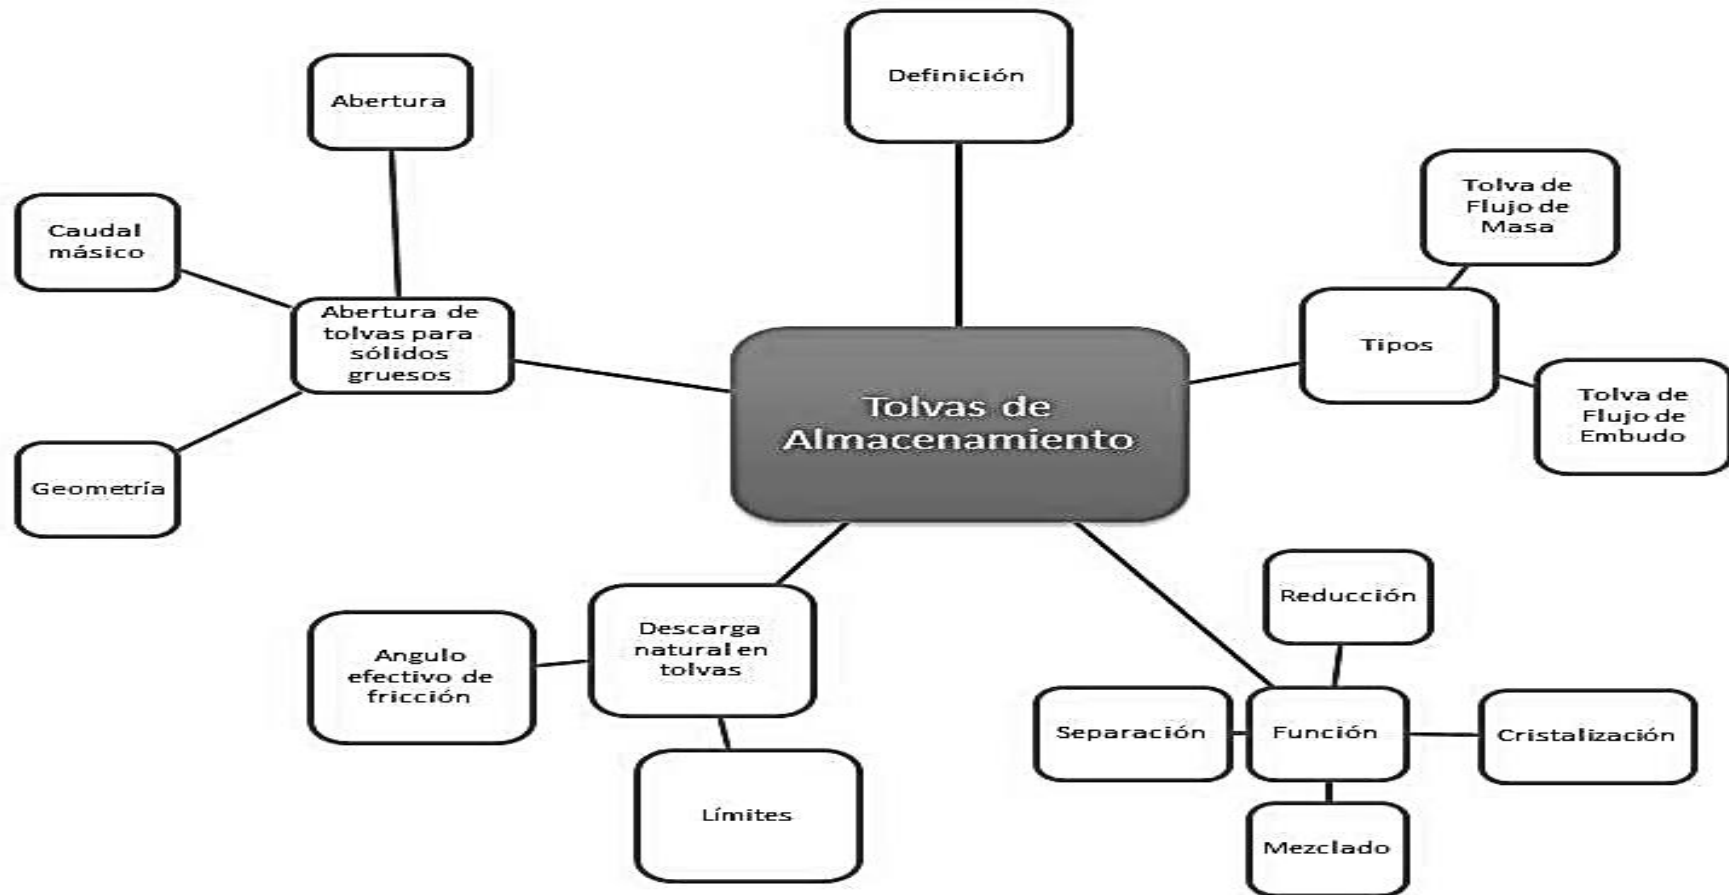 Definición
Abertura
Tolva de
Flujo de
Masa
Caudal
másico
Abertura de
tolvas para
sólidos
gruesos
Tipos
Tolva de
Flujo de
Embudo
Tolvas de
Almacenamiento
Geometría
Reducción
Descarga
natural en
tolvas
Angulo
efectivo de
fricción
Separación
Función
Cristalización
Límites
Mezclado